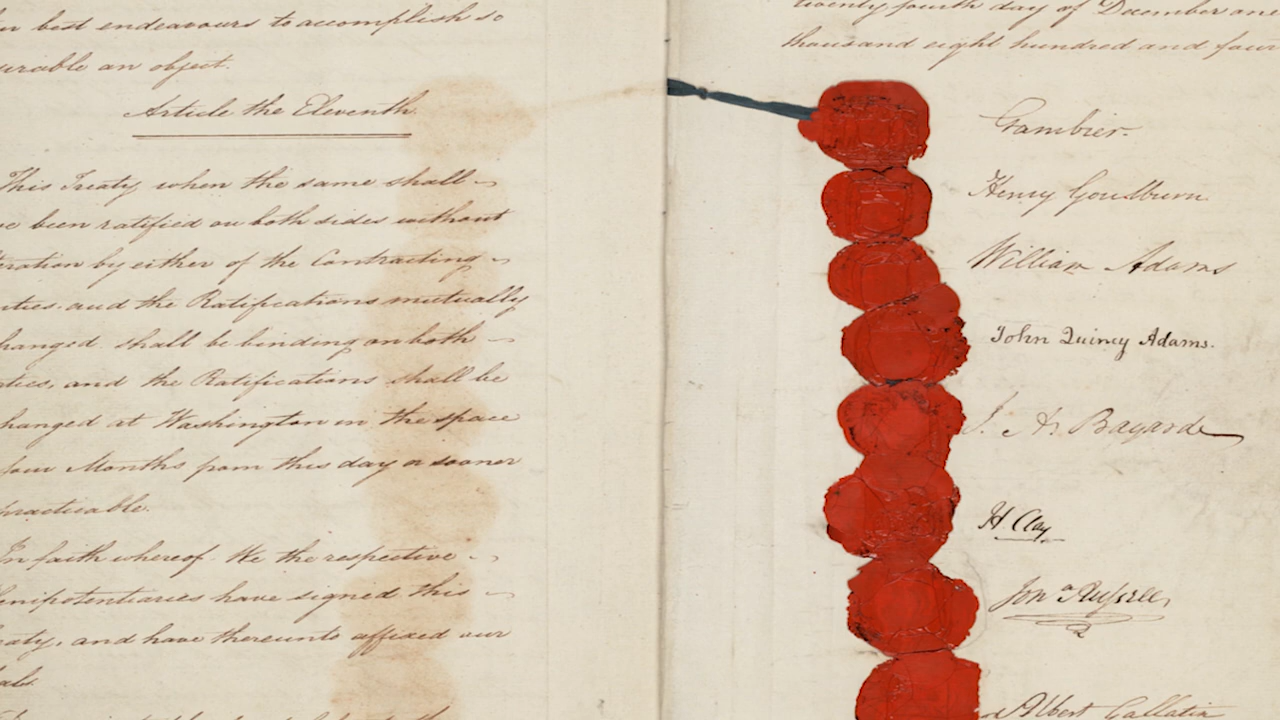 best endeavours to accomplish so
an object.
Article the Eleventh
This Treaty when the same shall
been ratified on both sides without
by either of the Contracting
and the Ratifications mutually
shall be binding on both
and the Ratifications shall be
at Washington in the space
four Months from this day or sooner
practicable.
In faith whereof We the respective
Plenipotentiaries have signed this
and have thereunto affixed our
twenty fourth day of December one
thousand eight hundred and four
Gambier.
Henry Goulburn
William Adams
John Quincy Adams.
J. A. Bayard
H Clay
Jon.a Russell
Albert Gallatin